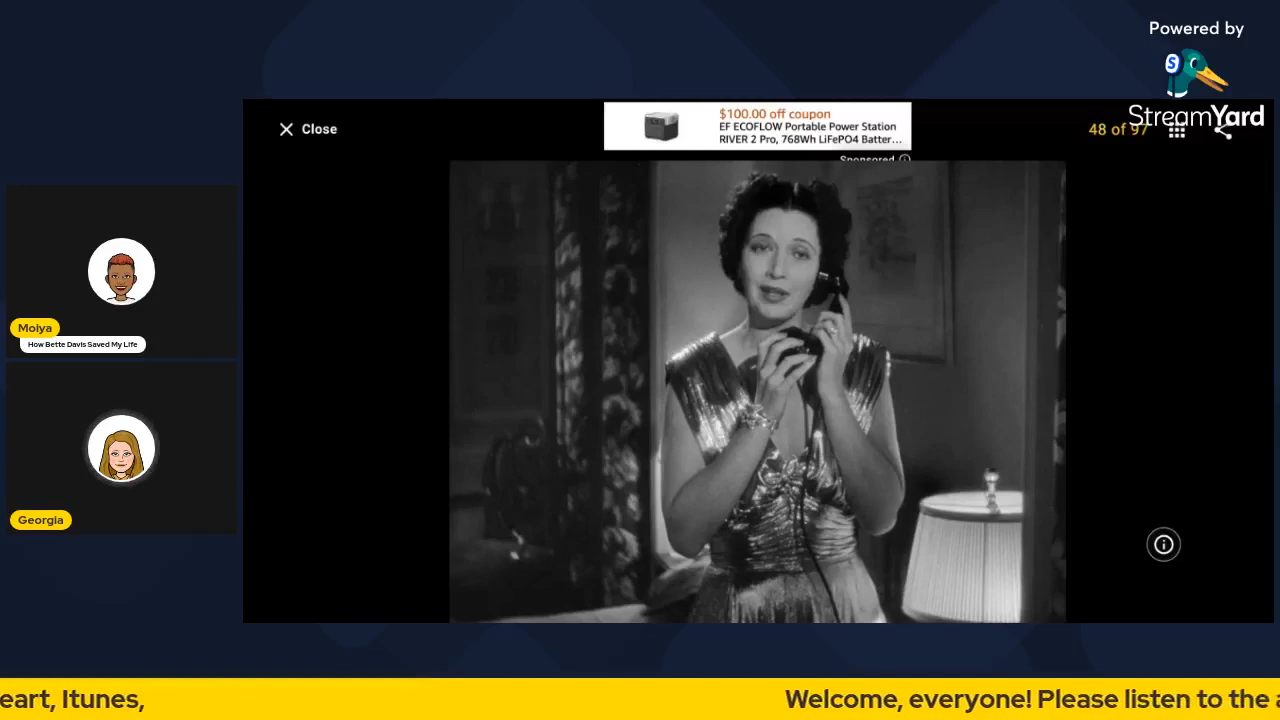 Powered by
S
StreamYard
Close
$100.00 off coupon
EF ECOFLOW Portable Power Station
RIVER 2 Pro, 768Wh LiFePO4 Batter...
Sponsored
48 of 97
Moiya
How Bette Davis Saved My Life
Georgia
eart, Itunes,
Welcome, everyone! Please listen to the a